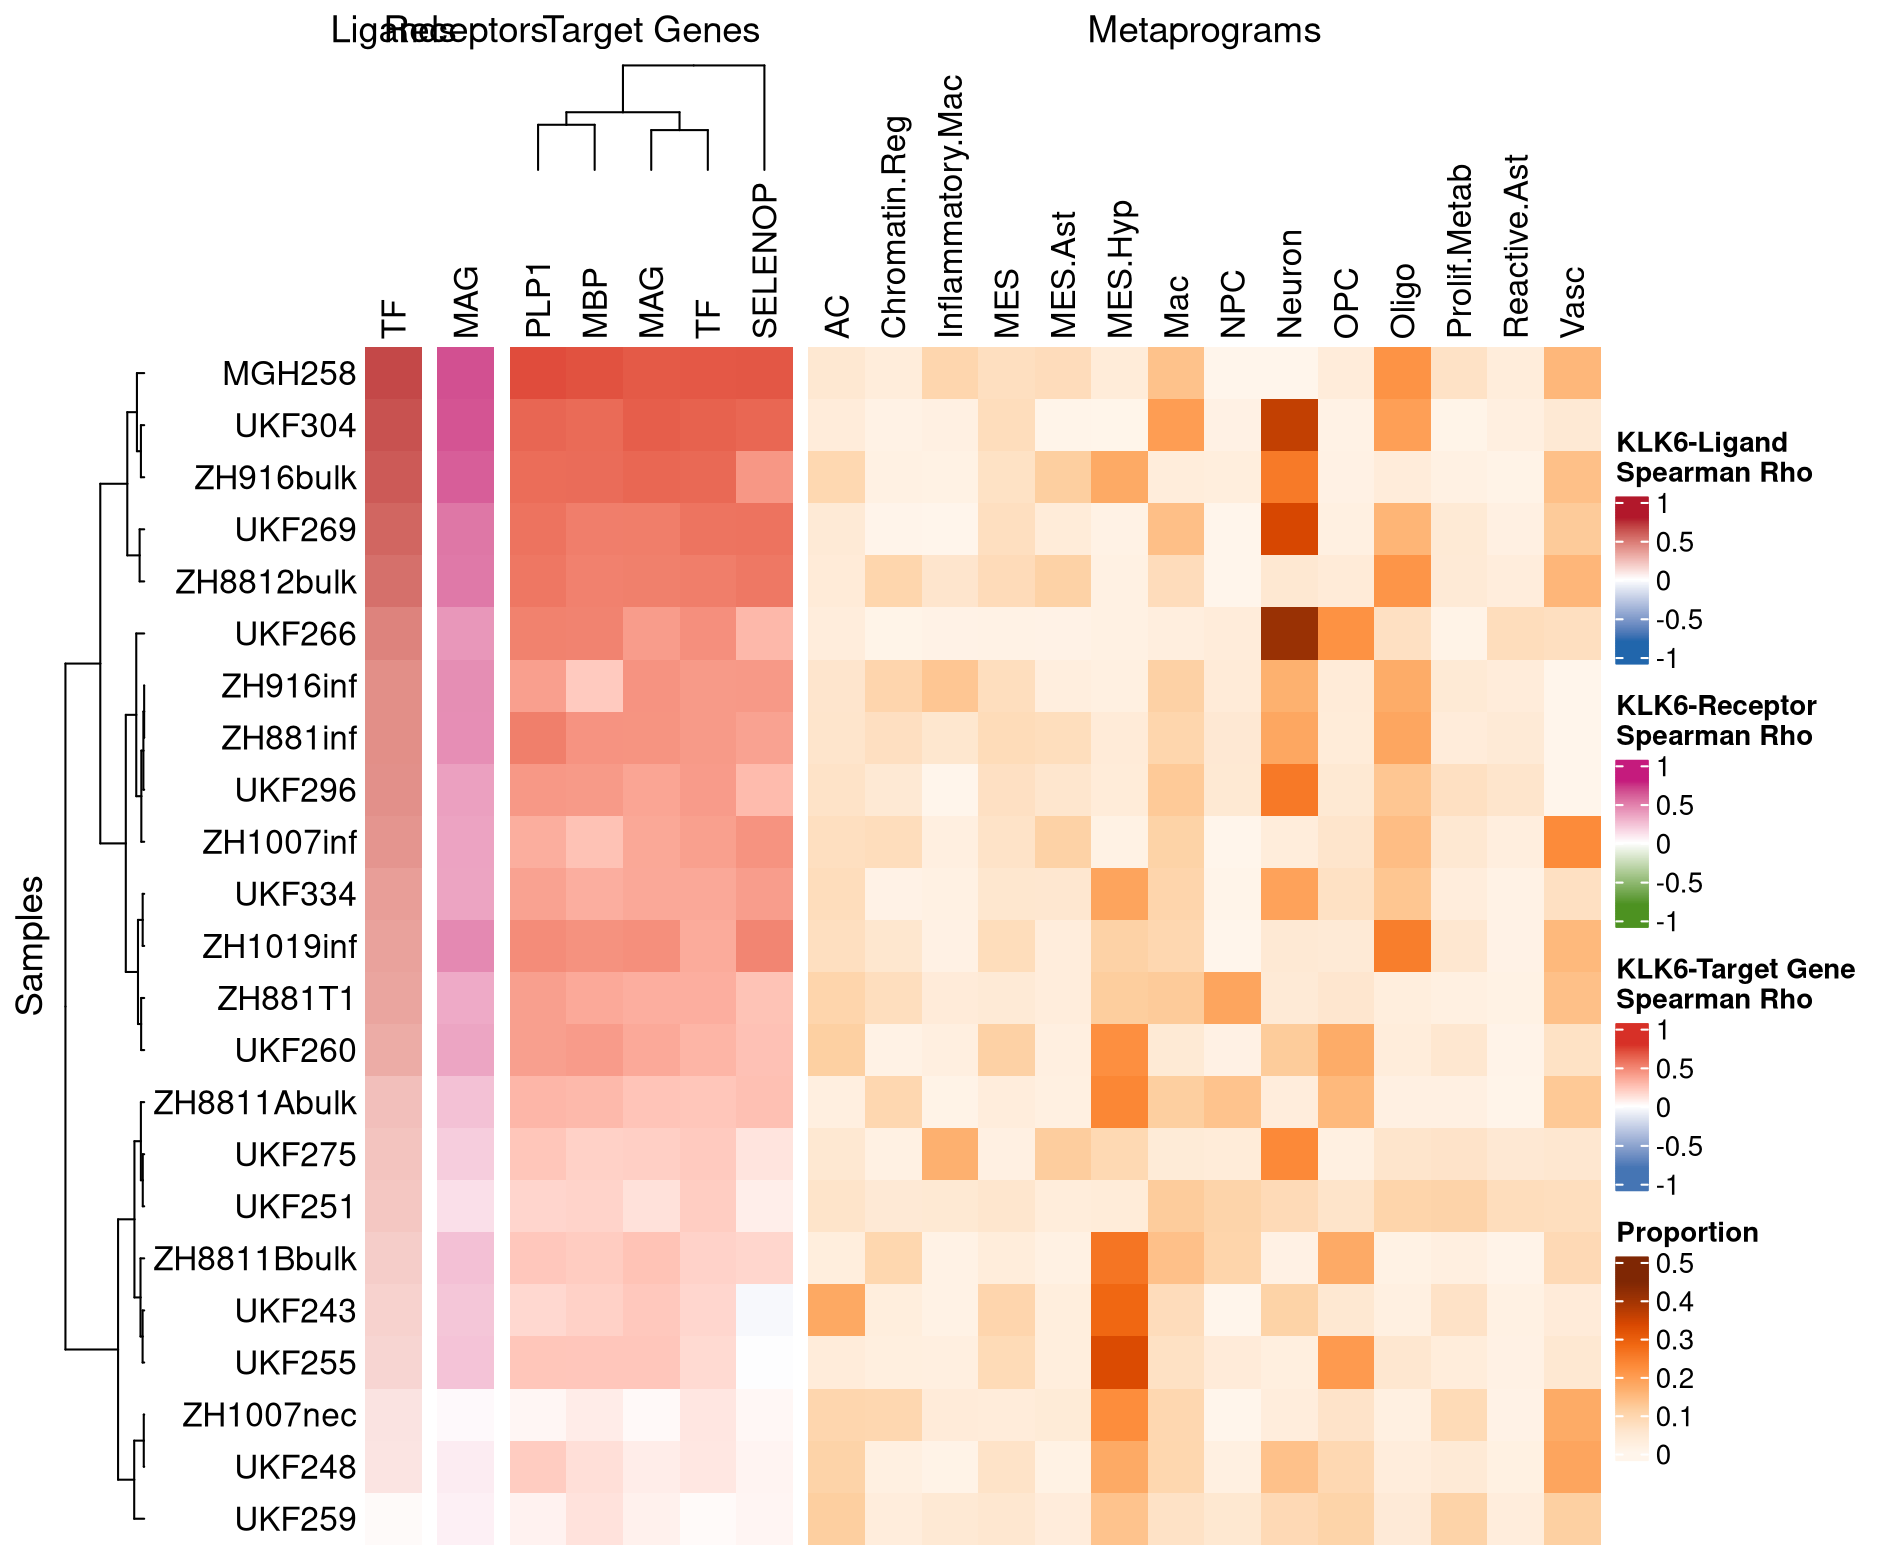 Ligands Receptors Target Genes Metaprograms
TF MAG PLP1 MBP MAG TF SELENOP AC Chromatin.Reg Inflammatory.Mac MES MES.Ast MES.Hyp Mac NPC Neuron OPC Oligo Prolif.Metab Reactive.Ast Vasc
Samples
MGH258
UKF304
ZH916bulk
UKF269
ZH8812bulk
UKF266
ZH916inf
ZH881inf
UKF296
ZH1007inf
UKF334
ZH1019inf
ZH881T1
UKF260
ZH8811Abulk
UKF275
UKF251
ZH8811Bbulk
UKF243
UKF255
ZH1007nec
UKF248
UKF259
KLK6-Ligand
Spearman Rho
1
0.5
0
-0.5
-1
KLK6-Receptor
Spearman Rho
1
0.5
0
-0.5
-1
KLK6-Target Gene
Spearman Rho
1
0.5
0
-0.5
-1
Proportion
0.5
0.4
0.3
0.2
0.1
0